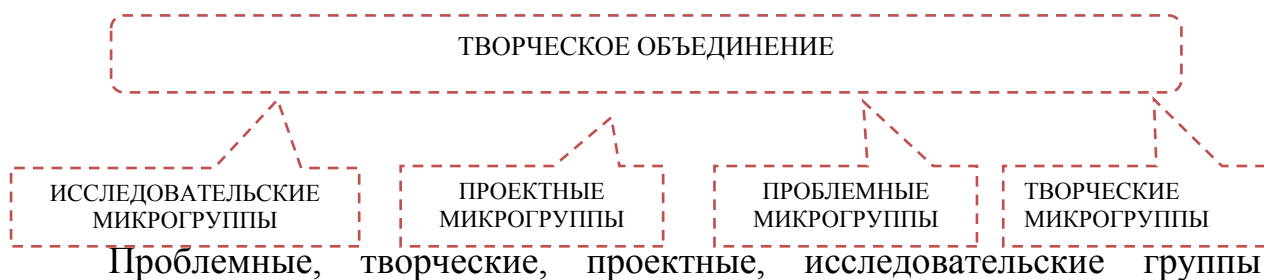 ТВОРЧЕСКОЕ ОБЪЕДИНЕНИЕ
ИССЛЕДОВАТЕЛЬСКИЕ
МИКРОГРУППЫ
ПРОЕКТНЫЕ
МИКРОГРУППЫ
ПРОБЛЕМНЫЕ
МИКРОГРУППЫ
ТВОРЧЕСКИЕ
МИКРОГРУППЫ
Проблемные, творческие, проектные, исследовательские группы